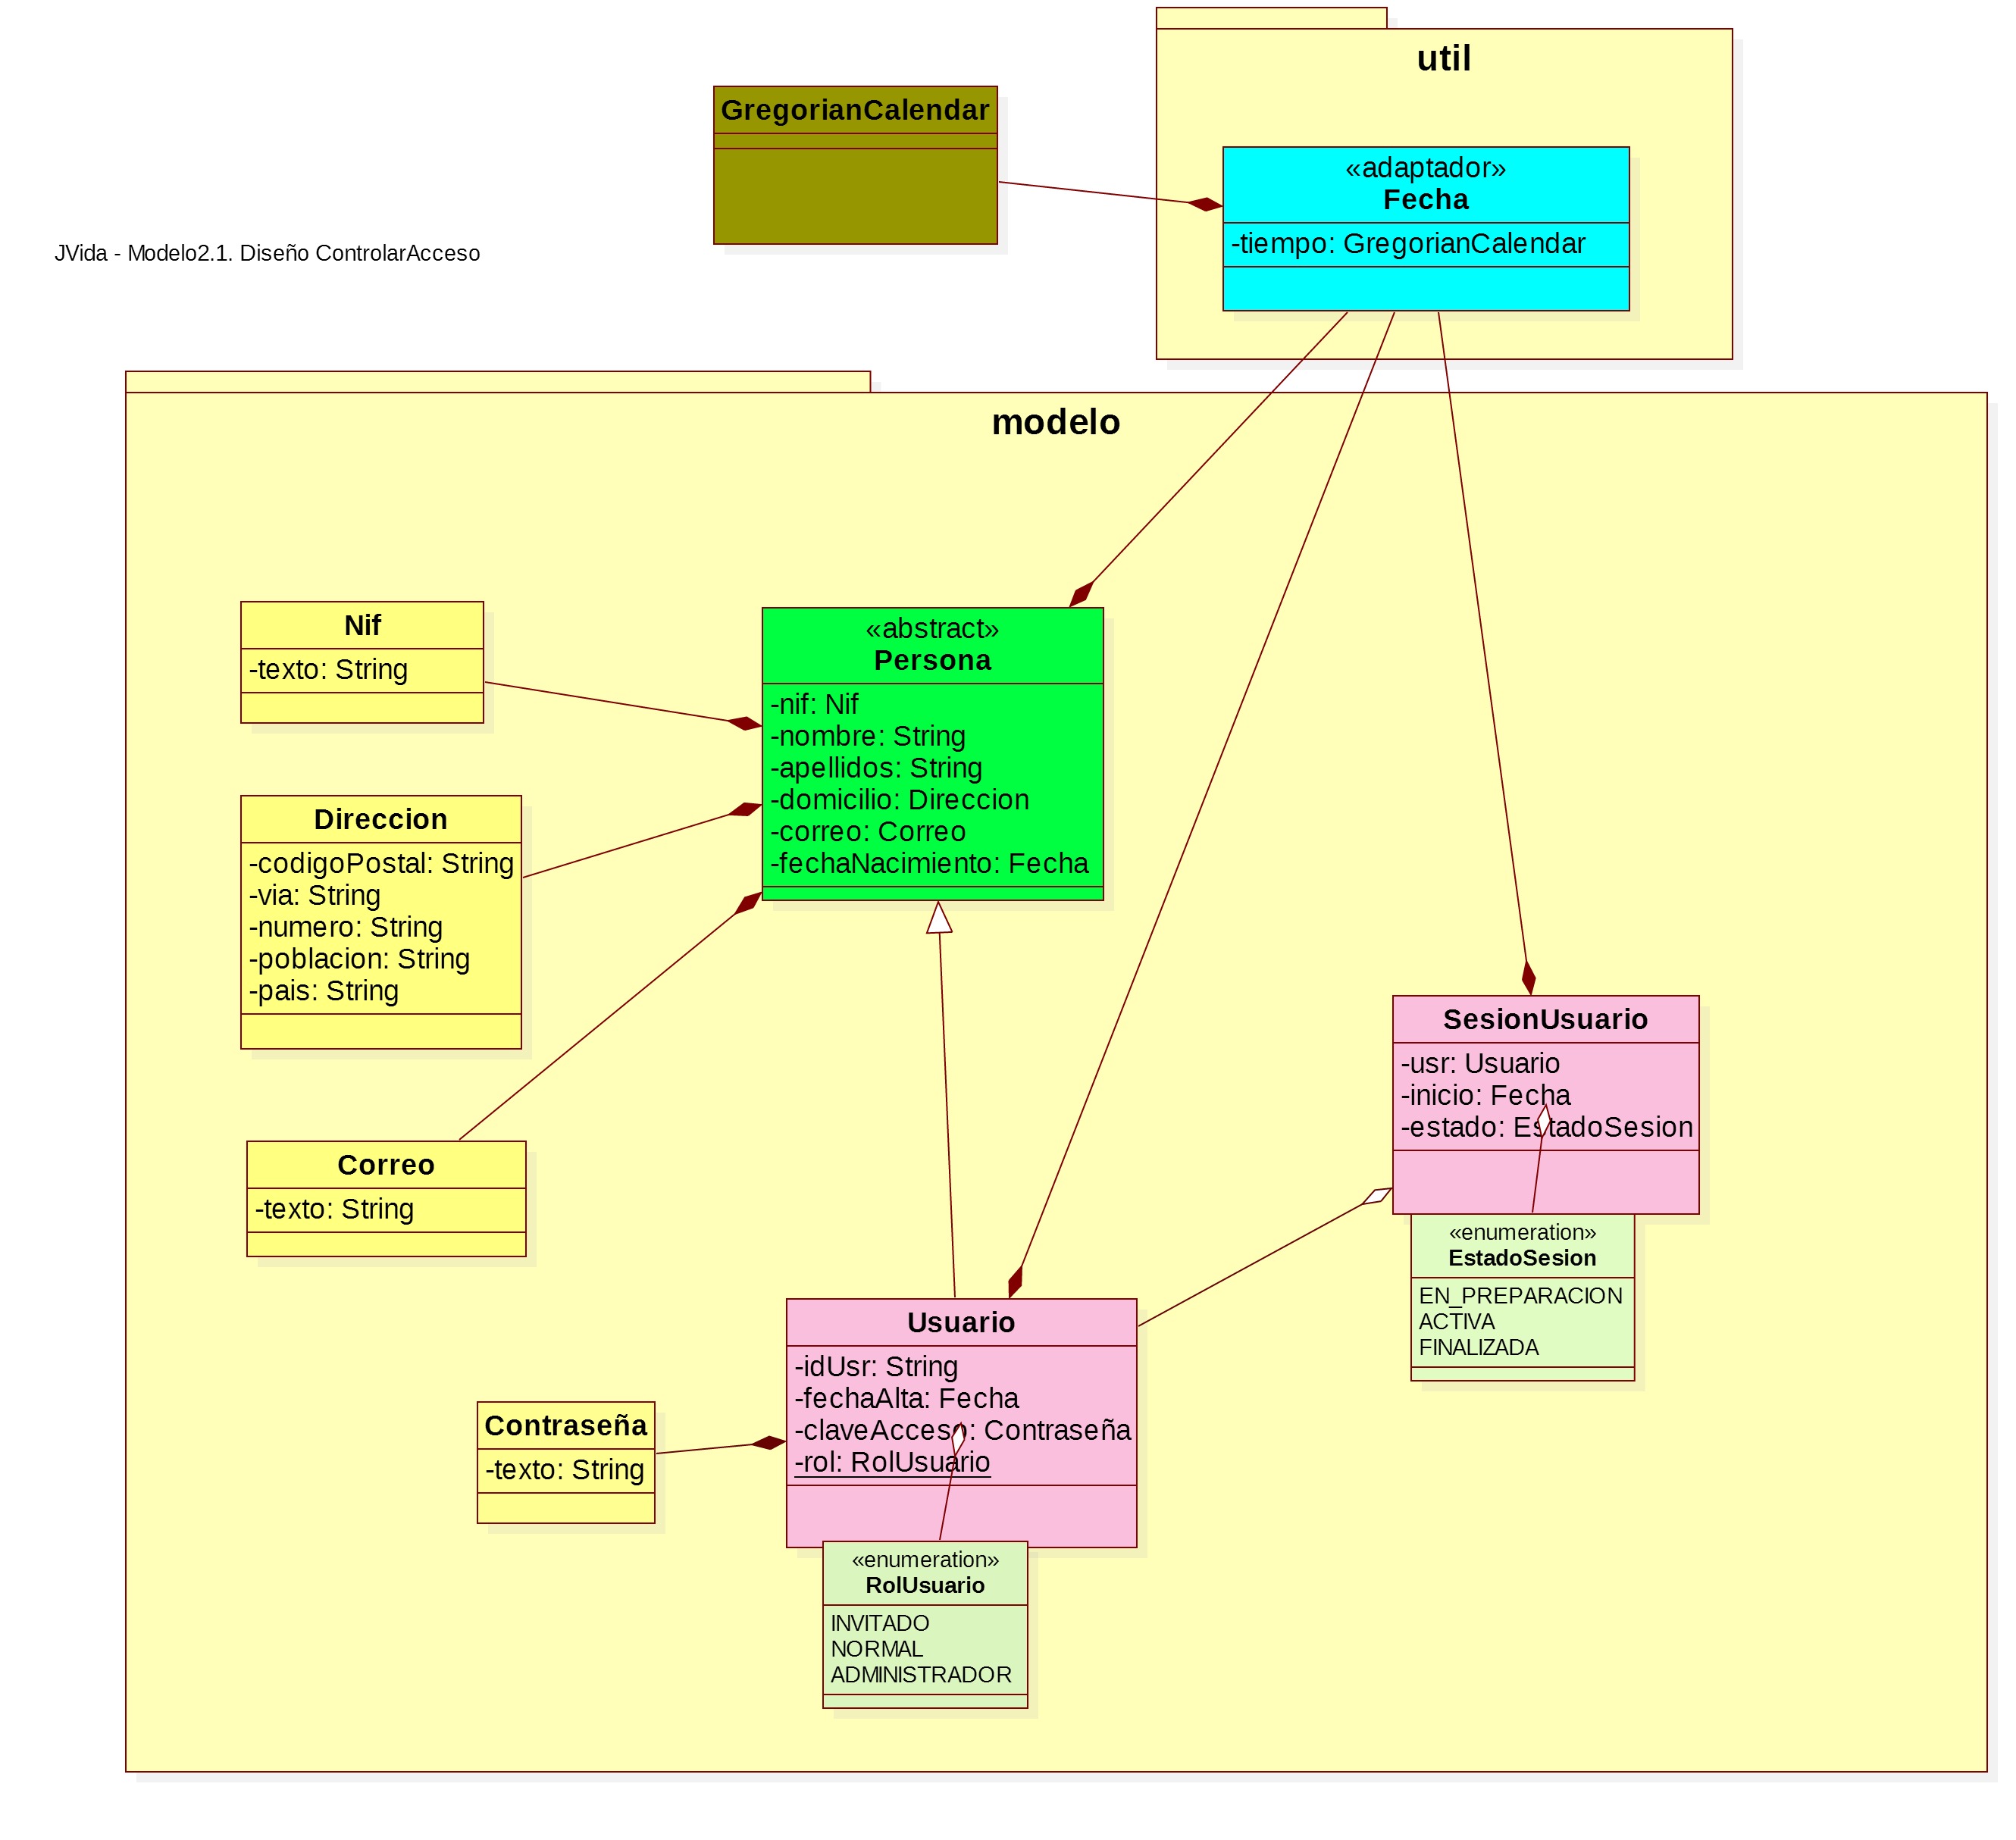 util
GregorianCalendar
«adaptador»
Fecha
-tiempo: GregorianCalendar
JVida - Modelo2.1. Diseño ControlarAcceso
modelo
Nif
-texto: String
«abstract»
Persona
-nif: Nif
-nombre: String
-apellidos: String
-domicilio: Direccion
-correo: Correo
-fechaNacimiento: Fecha
Direccion
-codigoPostal: String
-via: String
-numero: String
-poblacion: String
-pais: String
SesionUsuario
-usr: Usuario
-inicio: Fecha
-estado: EstadoSesion
Correo
-texto: String
«enumeration»
EstadoSesion
EN_PREPARACION
ACTIVA
FINALIZADA
Usuario
-idUsr: String
-fechaAlta: Fecha
-claveAcceso: Contraseña
-rol: RolUsuario
Contraseña
-texto: String
«enumeration»
RolUsuario
INVITADO
NORMAL
ADMINISTRADOR